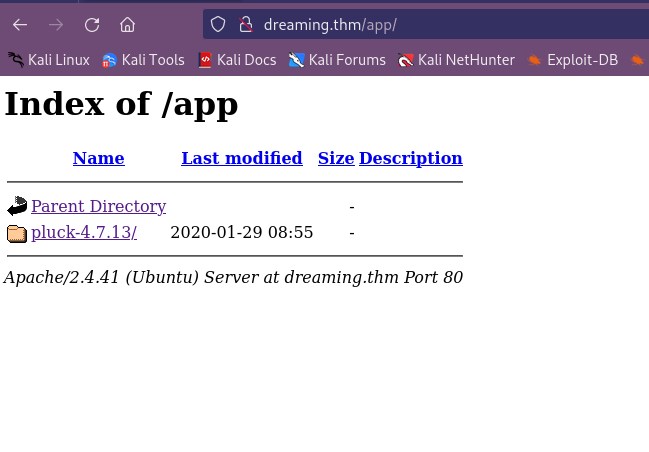 dreaming.thm/app/
Kali Linux Kali Tools Kali Docs Kali Forums Kali NetHunter Exploit-DB
Index of /app
Name Last modified Size Description
Parent Directory -
pluck-4.7.13/ 2020-01-29 08:55 -
Apache/2.4.41 (Ubuntu) Server at dreaming.thm Port 80